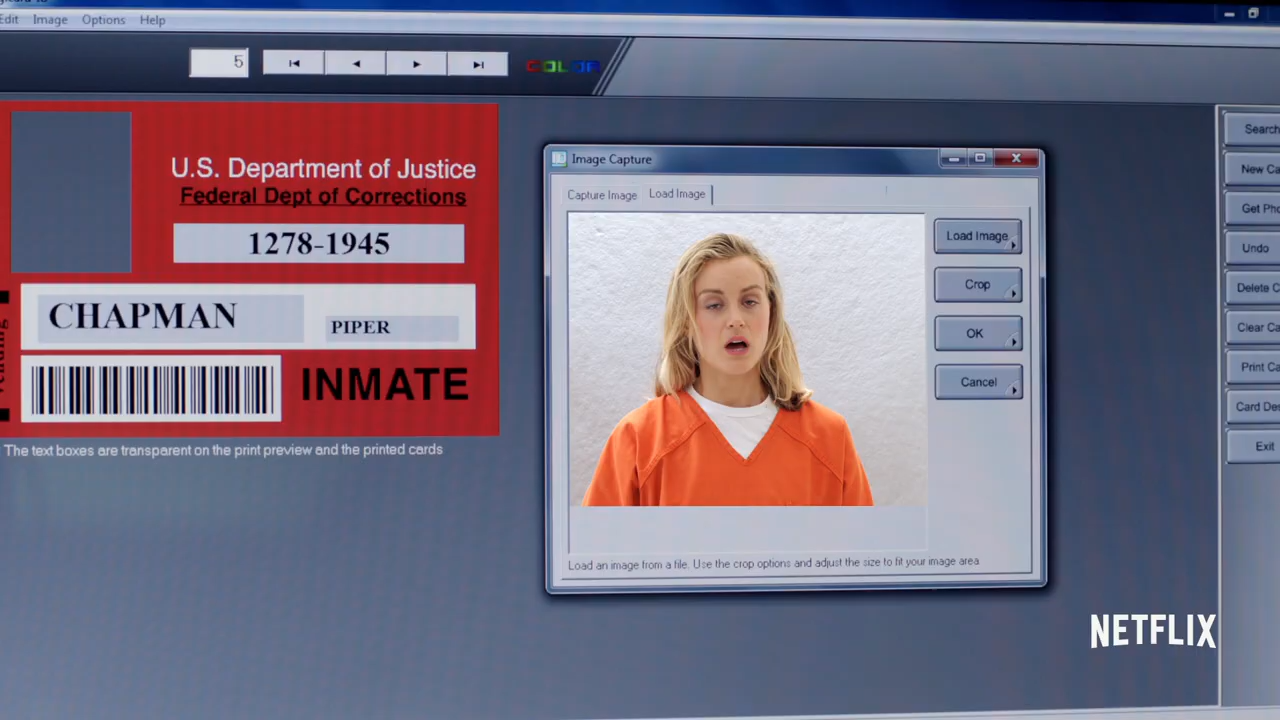 Edit Image Options Help
5
COLOR
U.S. Department of Justice
Federal Dept of Corrections
1278-1945
CHAPMAN
PIPER
INMATE
The text boxes are transparent on the print preview and the printed cards
Image Capture
Capture Image Load Image
Load Image
Crop
OK
Cancel
Load an image from a file. Use the crop options and adjust the size to fit your image area
Search
New Ca
Get Pho
Undo
Delete C
Clear Ca
Print Ca
Card Des
Exit
NETFLIX